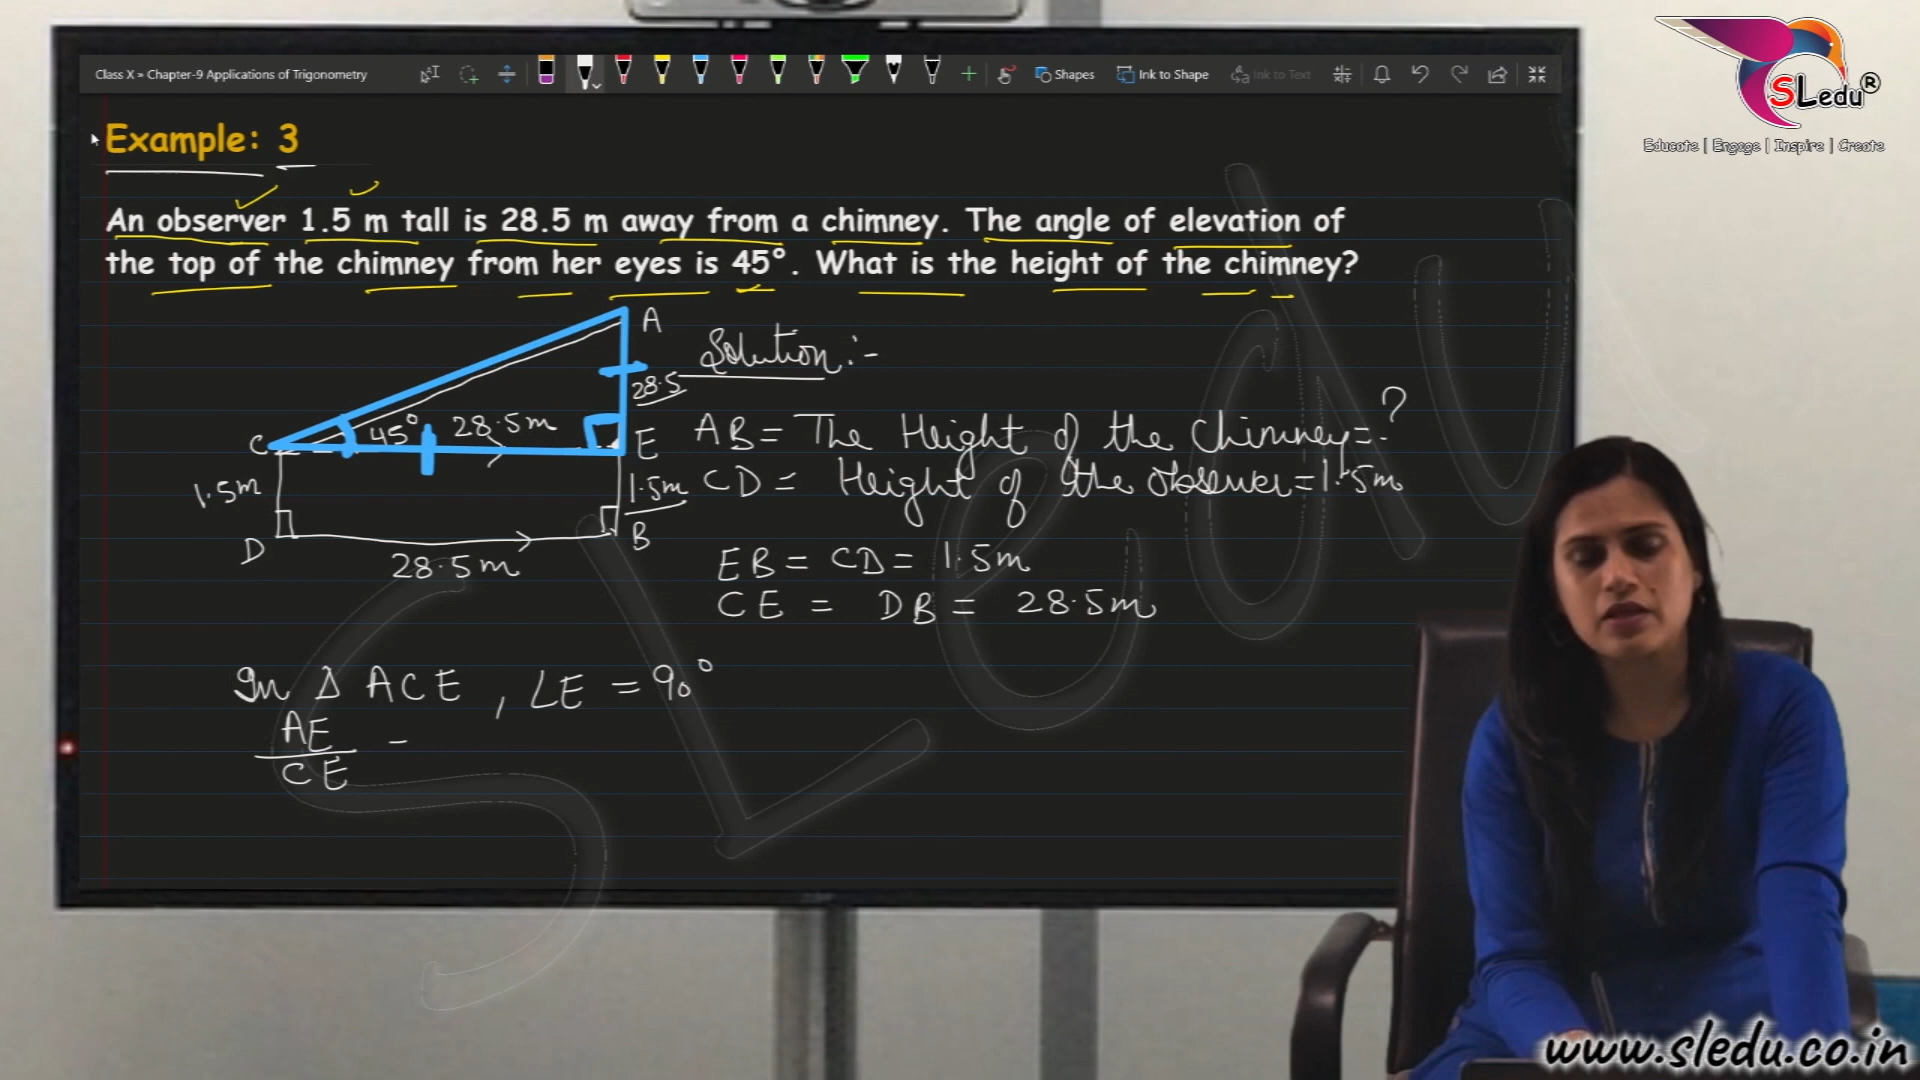 Class X » Chapter-9 Applications of Trigonometry
Shapes
Ink to Shape
Ink to Text
SLedu®
Educate | Engage | Inspire | Create
Example: 3
An observer 1.5 m tall is 28.5 m away from a chimney. The angle of elevation of
the top of the chimney from her eyes is 45°. What is the height of the chimney?
A
Solution :-
28.5
C 45° 28.5m E
AB = The Height of the Chimney = ?
1.5m 1.5m
CD = Height of the observer = 1.5m
D B
28.5m
EB = CD = 1.5m
CE = DB = 28.5m
In Δ ACE, ∠E = 90°
AE
CE
-
SLedu
www.sledu.co.in